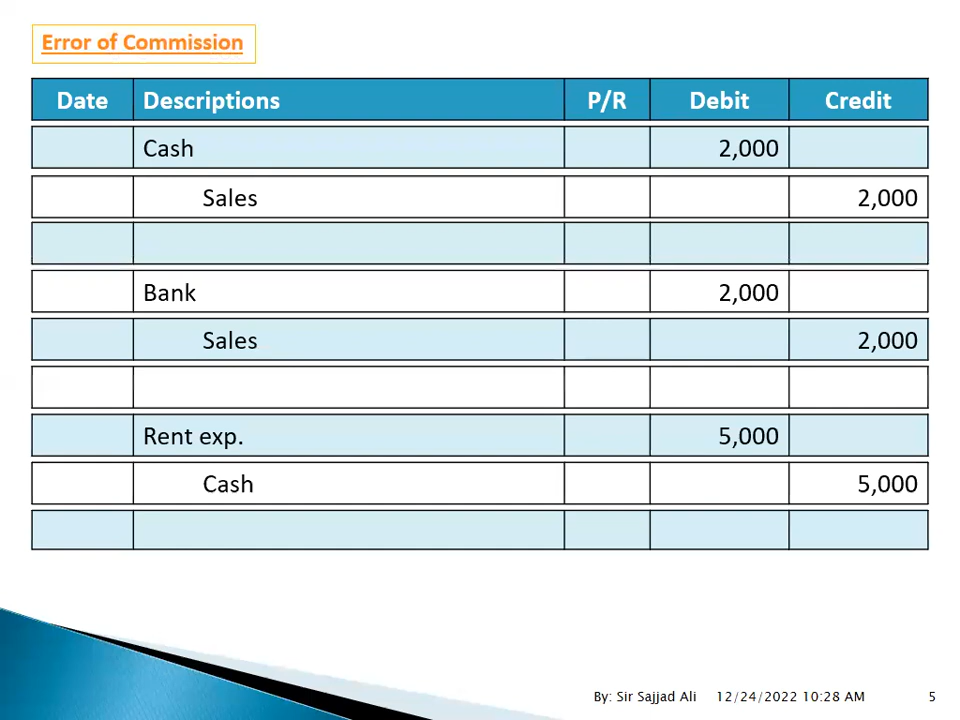 Error of Commission
Date Descriptions P/R Debit Credit
Cash 2,000
Sales 2,000
Bank 2,000
Sales 2,000
Rent exp. 5,000
Cash 5,000
By: Sir Sajjad Ali 12/24/2022 10:28 AM 5